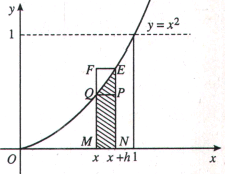 y
y = x²
1
F E
Q P
M N
O x x+h 1 x